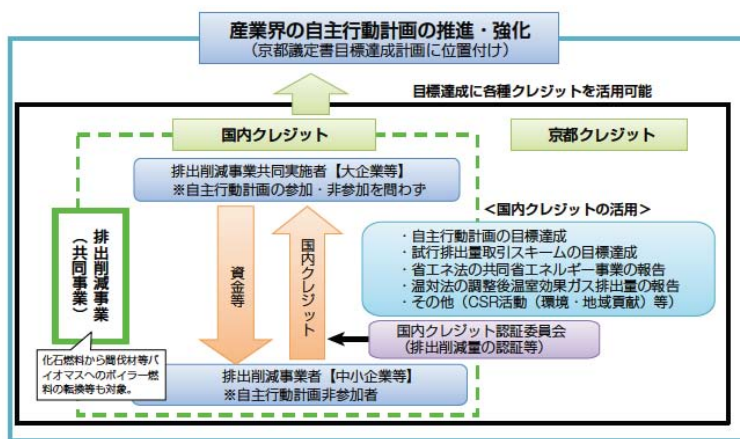 産業界の自主行動計画の推進・強化
(京都議定書目標達成計画に位置付け)
目標達成に各種クレジットを活用可能
国内クレジット
京都クレジット
排出削減事業共同実施者【大企業等】
※自主行動計画の参加・非参加を問わず
排出削減事業
(共同事業)
資金等
国内クレジット
<国内クレジットの活用>
・自主行動計画の目標達成
・試行排出量取引スキームの目標達成
・省エネ法の共同省エネルギー事業の報告
・温対法の調整後温室効果ガス排出量の報告
・その他(CSR活動(環境・地域貢献)等)
国内クレジット認証委員会
(排出削減量の認証等)
化石燃料から間伐材等バ
イオマスへのボイラー燃
料の転換等も対象。
排出削減事業者【中小企業等】
※自主行動計画非参加者